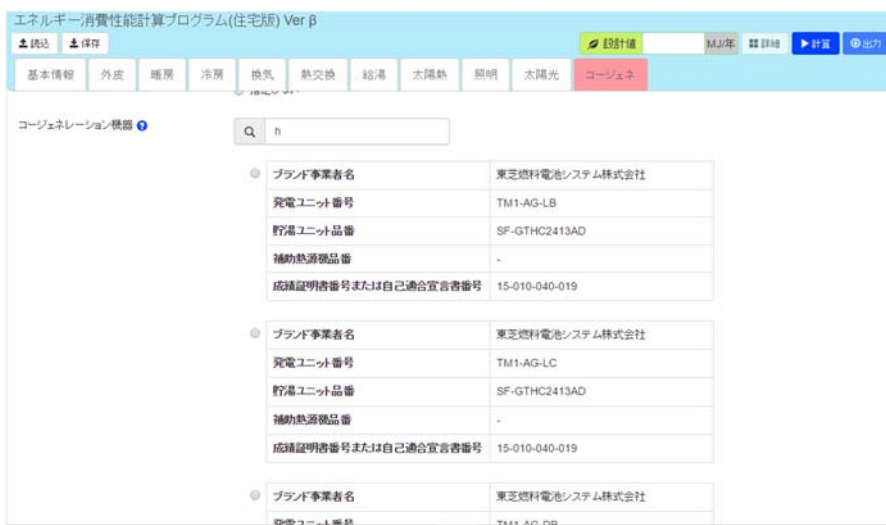 エネルギー消費性能計算プログラム(住宅版) Ver β
読込 保存 設計値 MJ/年 詳細 計算 出力
基本情報 外皮 暖房 冷房 換気 熱交換 給湯 太陽熱 照明 太陽光 コージェネ
コージェネレーション機器 ? h
ブランド事業者名 東芝燃料電池システム株式会社
発電ユニット番号 TM1-AG-LB
貯湯ユニット品番 SF-GTHC2413AD
補助熱源機品番 -
成績証明書番号または自己適合宣言書番号 15-010-040-019
ブランド事業者名 東芝燃料電池システム株式会社
発電ユニット番号 TM1-AG-LC
貯湯ユニット品番 SF-GTHC2413AD
補助熱源機品番 -
成績証明書番号または自己適合宣言書番号 15-010-040-019
ブランド事業者名 東芝燃料電池システム株式会社
発電ユニット番号